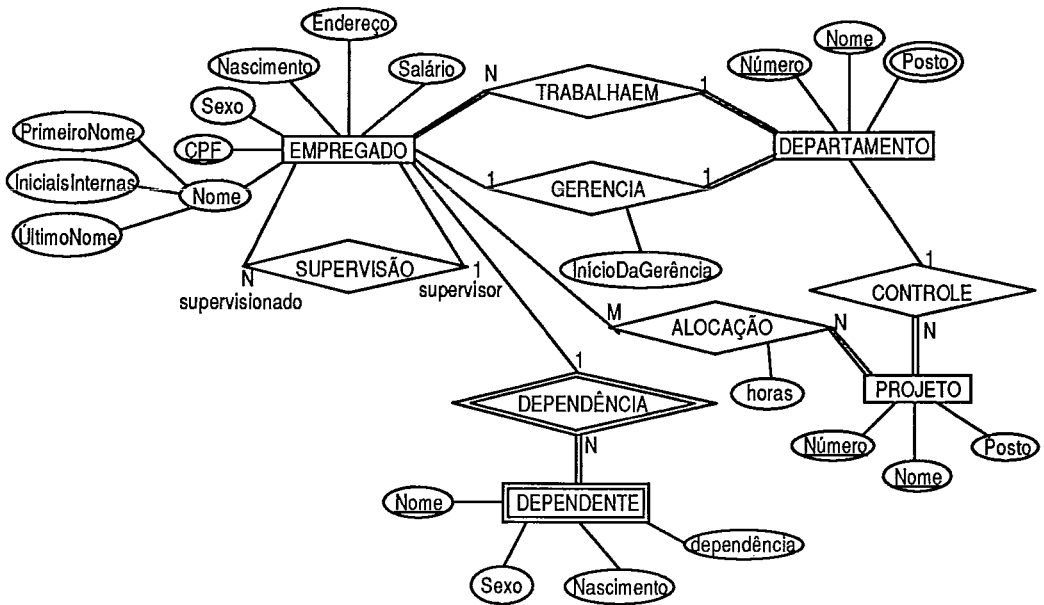 Endereço
Nome
Nascimento
Salário
N
1
Número
Posto
TRABALHAEM
Sexo
PrimeiroNome
CPF
EMPREGADO
DEPARTAMENTO
IniciaisInternas
Nome
1
GERENCIA
1
ÚltimoNome
InícioDaGerência
N
SUPERVISÃO
1
supervisionado
supervisor
1
CONTROLE
M
ALOCAÇÃO
N
N
1
horas
PROJETO
DEPENDÊNCIA
N
Número
Nome
Posto
Nome
DEPENDENTE
dependência
Sexo
Nascimento